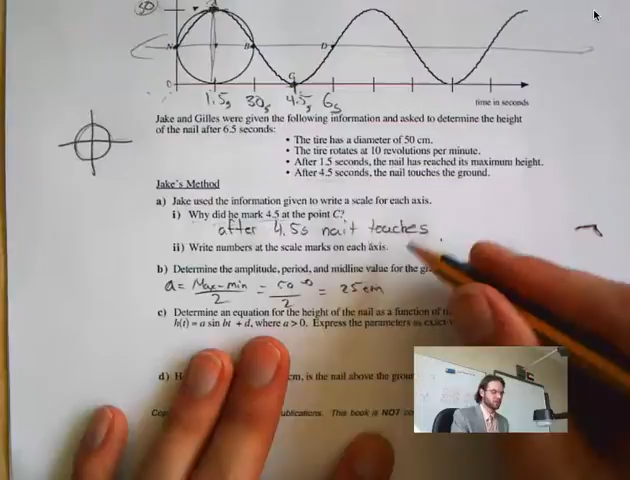 50
A
N
B
D
C
0
1.5s 30s 4.5s 6s
time in seconds
Jake and Gilles were given the following information and asked to determine the height
of the nail after 6.5 seconds:
• The tire has a diameter of 50 cm.
• The tire rotates at 10 revolutions per minute.
• After 1.5 seconds, the nail has reached its maximum height.
• After 4.5 seconds, the nail touches the ground.
Jake's Method
a) Jake used the information given to write a scale for each axis.
i) Why did he mark 4.5 at the point C?
after 4.5s nail touches
ii) Write numbers at the scale marks on each axis.
b) Determine the amplitude, period, and midline value for the
a = Max-min/2 = 50-0/2 = 25cm
c) Determine an equation for the height of the nail as a function of
h(t) = a sin bt + d, where a > 0. Express the parameters as exact
d) H cm, is the nail above the
ublications. This book is NOT